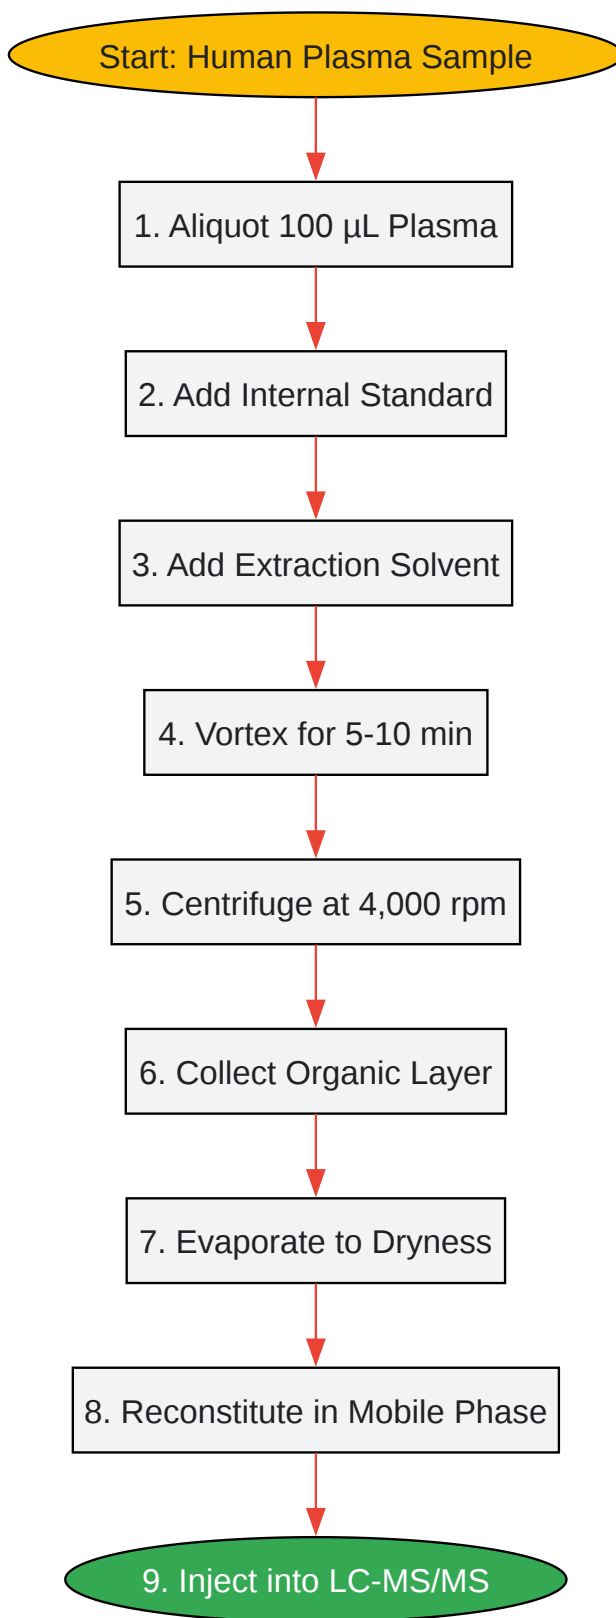 Start: Human Plasma Sample
1. Aliquot 100 µL Plasma
2. Add Internal Standard
3. Add Extraction Solvent
4. Vortex for 5-10 min
5. Centrifuge at 4,000 rpm
6. Collect Organic Layer
7. Evaporate to Dryness
8. Reconstitute in Mobile Phase
9. Inject into LC-MS/MS